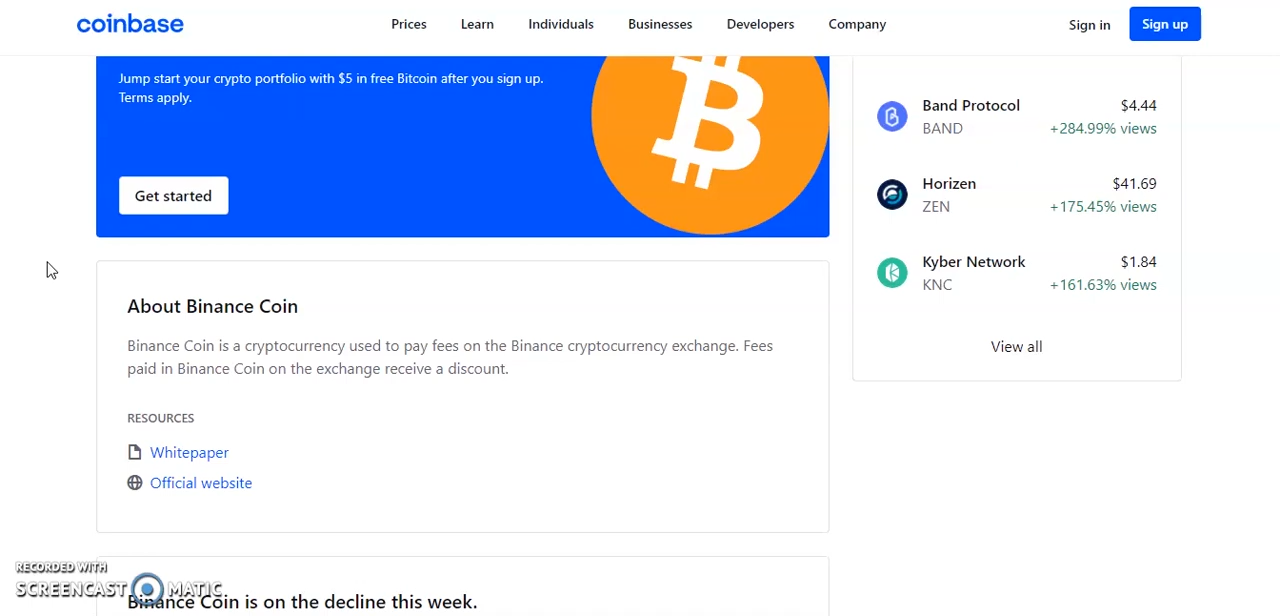 coinbase
Prices Learn Individuals Businesses Developers Company
Sign in Sign up
Jump start your crypto portfolio with $5 in free Bitcoin after you sign up.
Terms apply.
Get started
Band Protocol $4.44
BAND +284.99% views
Horizen $41.69
ZEN +175.45% views
Kyber Network $1.84
KNC +161.63% views
View all
About Binance Coin
Binance Coin is a cryptocurrency used to pay fees on the Binance cryptocurrency exchange. Fees
paid in Binance Coin on the exchange receive a discount.
RESOURCES
Whitepaper
Official website
RECORDED WITH
SCREENCAST MATIC
Binance Coin is on the decline this week.